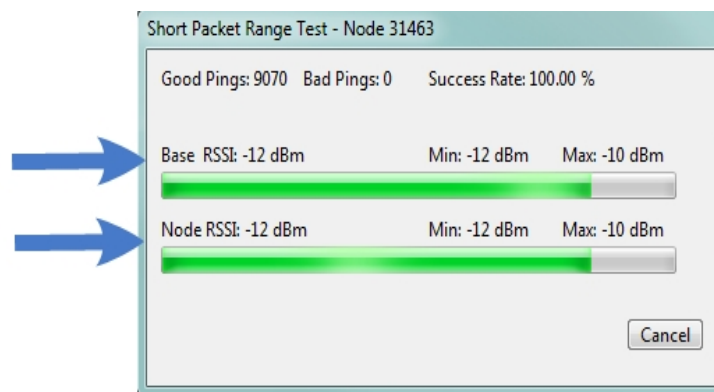 Short Packet Range Test - Node 31463
Good Pings: 9070 Bad Pings: 0 Success Rate: 100.00 %
Base RSSI: -12 dBm Min: -12 dBm Max: -10 dBm
Node RSSI: -12 dBm Min: -12 dBm Max: -10 dBm
Cancel